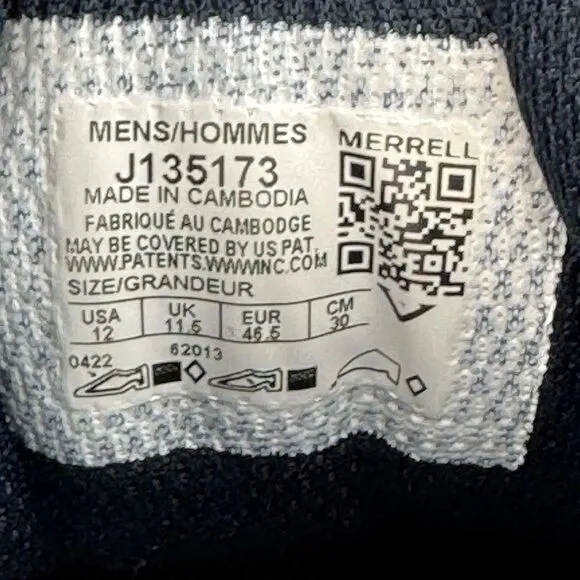 MENS/HOMMES
MERRELL
J135173
MADE IN CAMBODIA
FABRIQUÉ AU CAMBODGE
MAY BE COVERED BY US PAT.
WWW.PATENTS.WWWINC.COM
SIZE/GRANDEUR
USA UK EUR CM
12 11.5 46.5 30
0422 62013